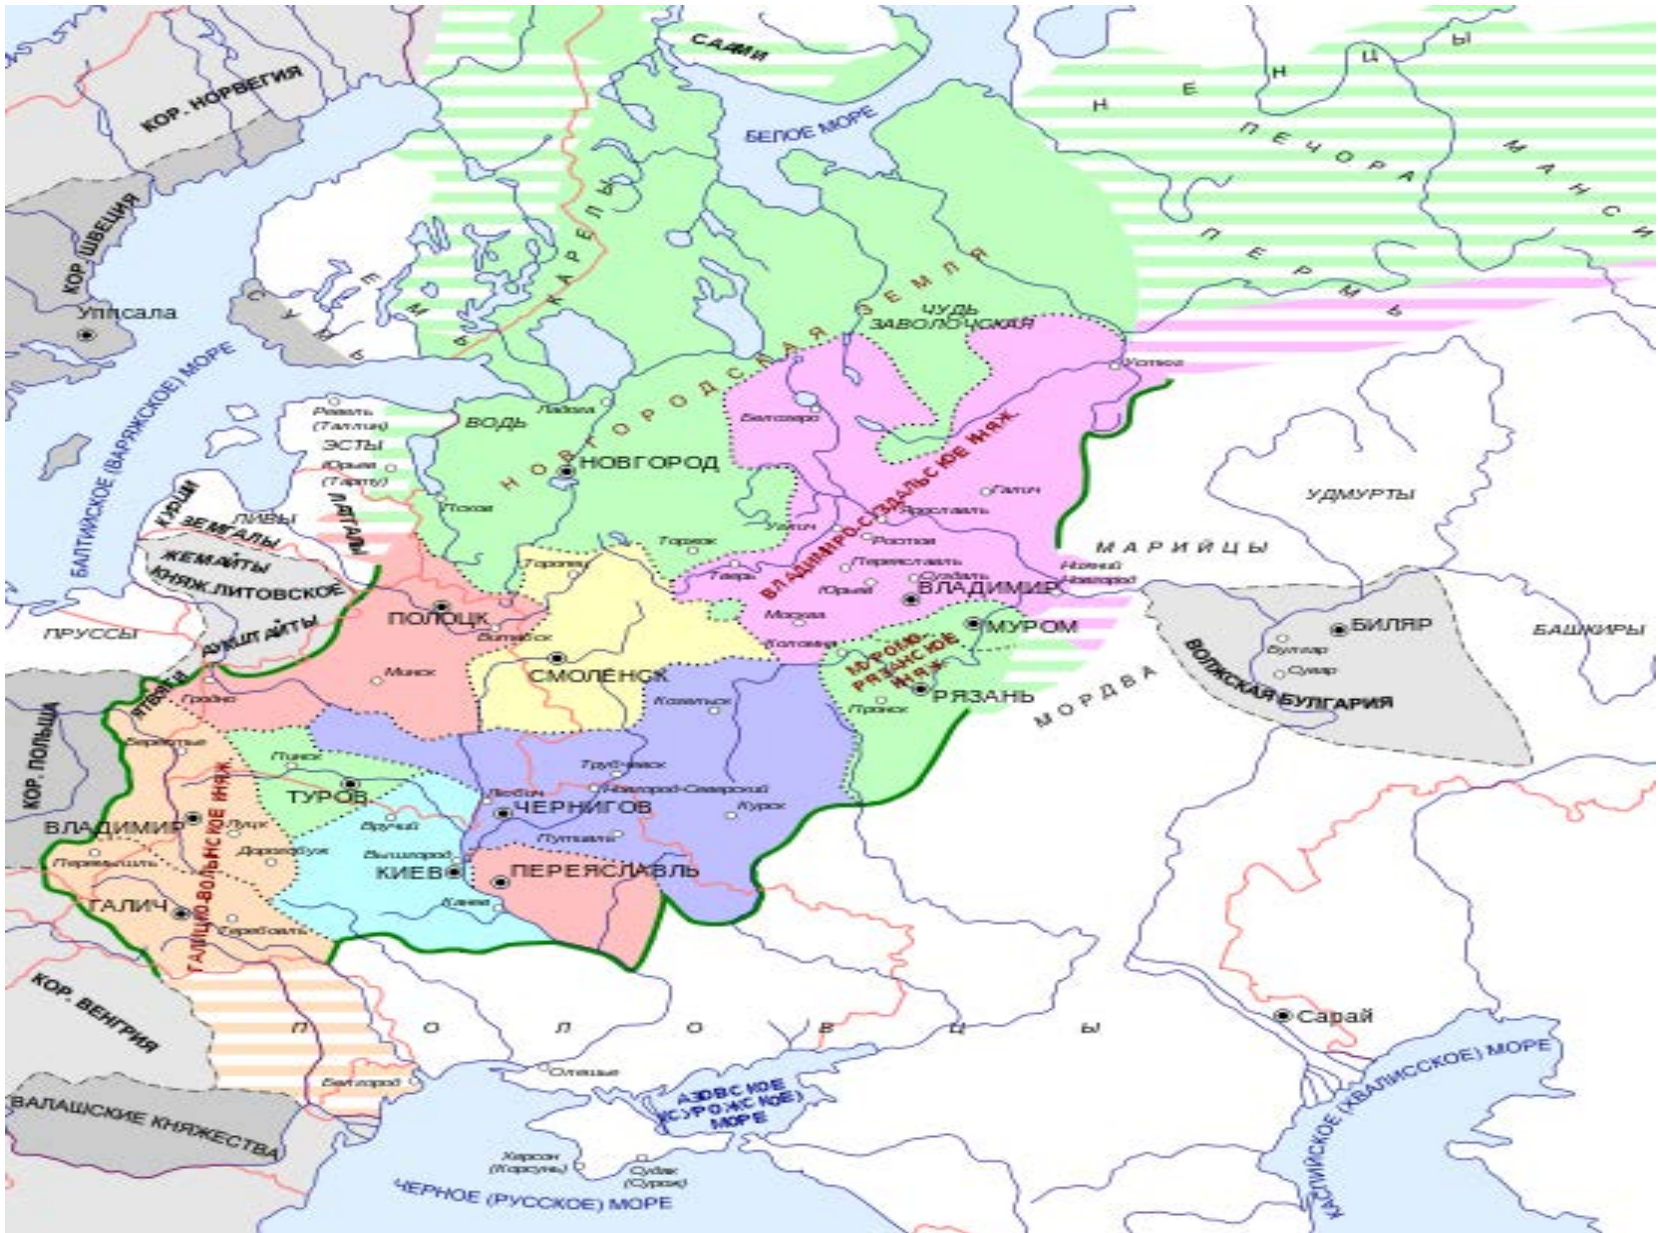 СААМИ
НЕНЦЫ
КОР. НОРВЕГИЯ
БЕЛОЕ МОРЕ
ПЕЧОРА
МАНСИ
КОР. ШВЕЦИЯ
КАРЕЛЫ
ПЕРМЬ
Уппсала
СУМЬ
ЕМЬ
ЧУДЬ
ЗАВОЛОЧСКАЯ
НОВГОРОДСКАЯ ЗЕМЛЯ
Устюг
БАЛТИЙСКОЕ (ВАРЯЖСКОЕ) МОРЕ
Ревель
(Таллин)
ВОДЬ
Ладога
Белозеро
ЭСТЫ
Юрьев
(Тарту)
НОВГОРОД
ВЛАДИМИРО-СУЗДАЛЬСКОЕ КНЯЖ.
Галич
УДМУРТЫ
КУРШИ
ЛИВЫ
ЗЕМГАЛЫ
ЛАТГАЛЫ
Псков
Углич
Ярославль
Торжок
Ростов
МАРИЙЦЫ
ЖЕМАЙТЫ
КНЯЖ. ЛИТОВСКОЕ
АУКШТАЙТЫ
Торопец
Тверь
Переяславль
Нижний
Новгород
Юрьев
Суздаль
ВЛАДИМИР
ПОЛОЦК
Витебск
Москва
ПРУССЫ
Коломна
МУРОМ
БИЛЯР
БАШКИРЫ
Булгар
Сувар
ВОЛЖСКАЯ БУЛГАРИЯ
СМОЛЕНСК
МУРОМО-
РЯЗАНСКОЕ
КНЯЖ.
РЯЗАНЬ
Пронск
МОРДВА
Минск
ЯТВЯГИ
Гродно
Козельск
КОР. ПОЛЬША
Берестье
Пинск
ТУРОВ
Трубчевск
Новгород-Северский
Любеч
ЧЕРНИГОВ
Курск
ВЛАДИМИР
Луцк
Вручий
Путивль
Перемышль
Дорогобуж
Вышгород
КИЕВ
ПЕРЕЯСЛАВЛЬ
ГАЛИЦКО-ВОЛЫНСКОЕ КНЯЖ.
ГАЛИЧ
Теребовль
Канев
КОР. ВЕНГРИЯ
ПОЛОВЦЫ
Сарай
Белгород
Олешье
АЗОВСКОЕ
(СУРОЖСКОЕ)
МОРЕ
КАСПИЙСКОЕ (ХВАЛИССКОЕ) МОРЕ
ВАЛАШСКИЕ КНЯЖЕСТВА
Херсон
(Корсунь)
Судак
(Сурож)
ЧЕРНОЕ (РУССКОЕ) МОРЕ